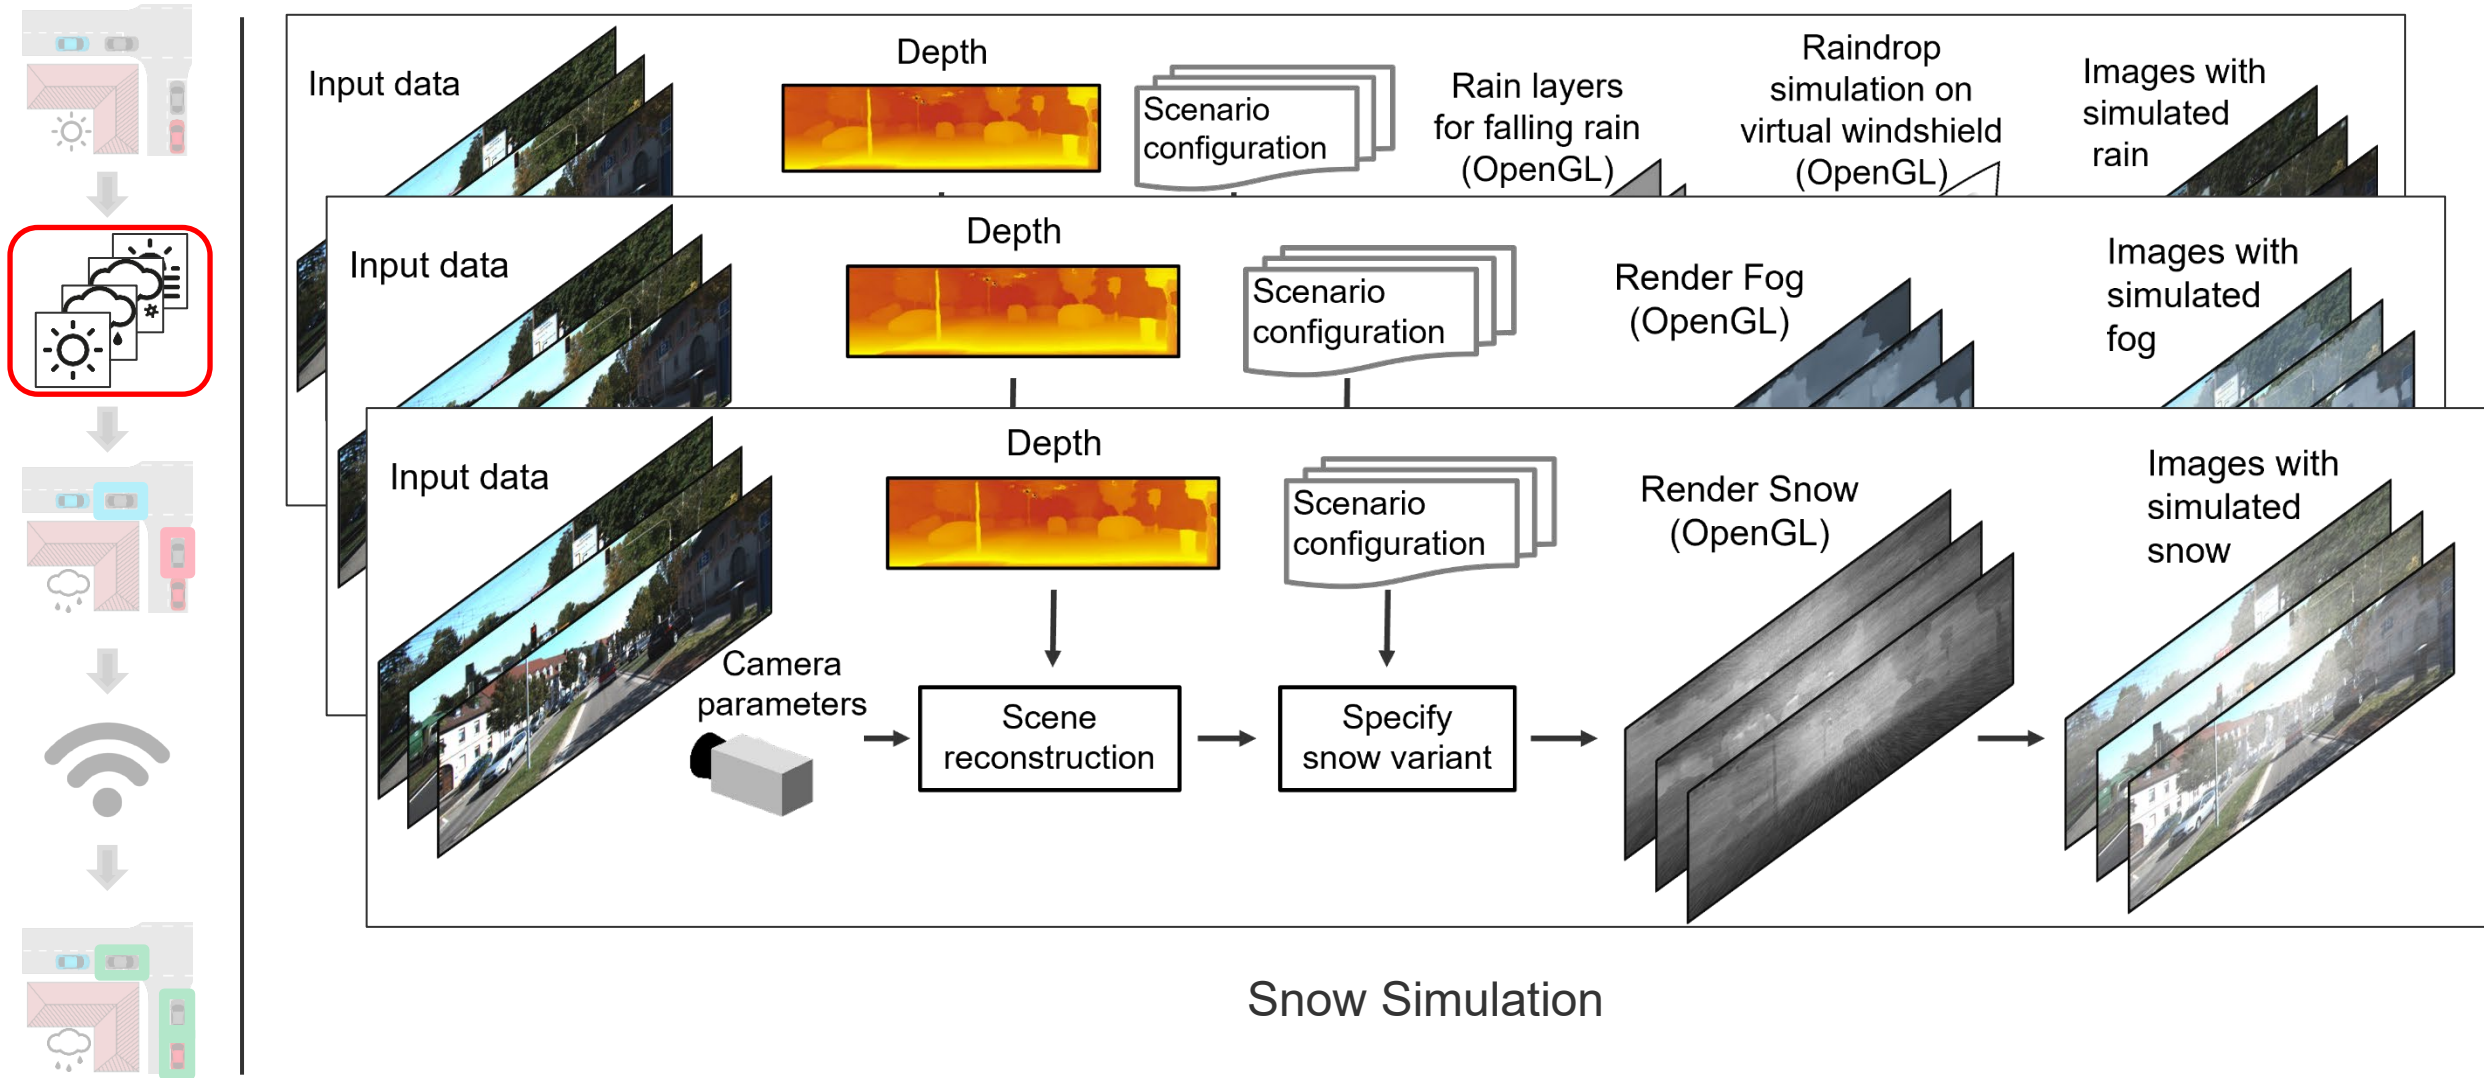 Input data
Depth
Scenario
configuration
Rain layers
for falling rain
(OpenGL)
Raindrop
simulation on
virtual windshield
(OpenGL)
Images with
simulated
rain
Input data
Depth
Scenario
configuration
Render Fog
(OpenGL)
Images with
simulated
fog
Input data
Depth
Scenario
configuration
Render Snow
(OpenGL)
Images with
simulated
snow
Camera
parameters
Scene
reconstruction
Specify
snow variant
Snow Simulation